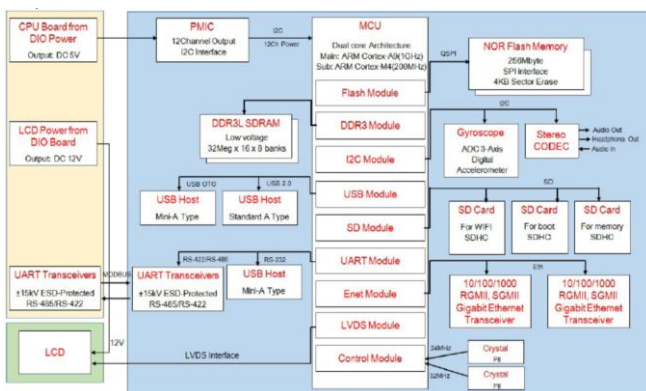 CPU Board from
DIO Power
Output: DC 5V
LCD Power from
DIO Board
Output: DC 12V
UART Transceivers
±15kV ESD-Protected
RS-485/RS-422
LCD
12V
MODBUS
LVDS Interface
PMIC
12Channel Output
I2C Interface
I2C
12Ch Power
MCU
Dual core Architecture
Main: ARM Cortex-A9(1GHz)
Sub: ARM Cortex-M4(200MHz)
Flash Module
DDR3 Module
I2C Module
USB Module
SD Module
UART Module
Enet Module
LVDS Module
Control Module
DDR3L SDRAM
Low voltage
32Meg x 16 x 8 banks
USB OTG
USB 2.0
USB Host
Mini-A Type
USB Host
Standard A Type
RS-422/RS-485
RS-232
UART Transceivers
±15kV ESD-Protected
RS-485/RS-422
USB Host
Mini-A Type
QSPI
NOR Flash Memory
256Mbyte
SPI Interface
4KB Sector Erase
I2C
Gyroscope
ADC 3-Axis
Digital
Accelerometer
Stereo
CODEC
Audio Out
Headphone Out
Audio In
SD
SD Card
For WIFI
SDHC
SD Card
For boot
SDHC
SD Card
For memory
SDHC
Eth
10/100/1000
RGMII, SGMII
Gigabit Ethernet
Transceiver
10/100/1000
RGMII, SGMII
Gigabit Ethernet
Transceiver
24MHz
Crystal
32MHz
Crystal